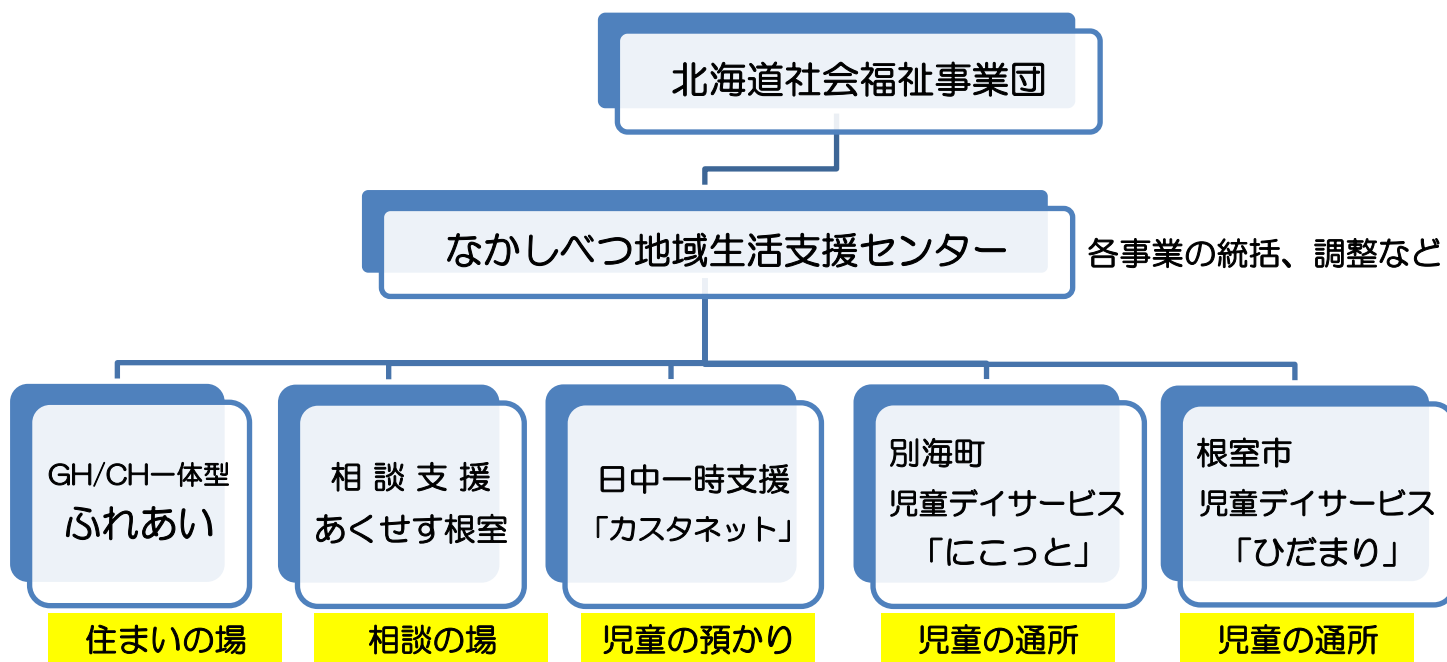 北海道社会福祉事業団
なかしべつ地域生活支援センター
各事業の統括、調整など
GH/CH一体型
ふれあい
相 談 支 援
あくせす根室
日中一時支援
「カスタネット」
別海町
児童デイサービス
「にこっと」
根室市
児童デイサービス
「ひだまり」
住まいの場
相談の場
児童の預かり
児童の通所
児童の通所